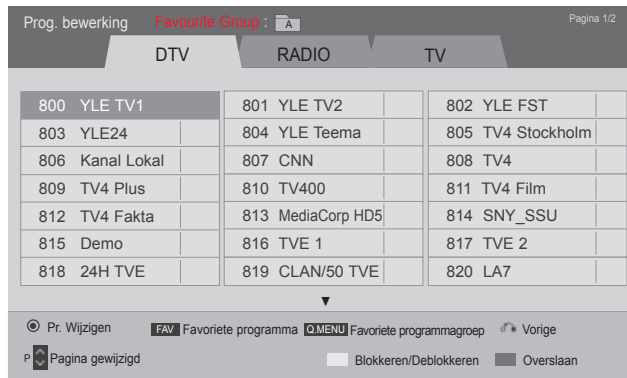 Prog. bewerking Favourite Group : A Pagina 1/2
DTV RADIO TV
800 YLE TV1 801 YLE TV2 802 YLE FST
803 YLE24 804 YLE Teema 805 TV4 Stockholm
806 Kanal Lokal 807 CNN 808 TV4
809 TV4 Plus 810 TV400 811 TV4 Film
812 TV4 Fakta 813 MediaCorp HD5 814 SNY_SSU
815 Demo 816 TVE 1 817 TVE 2
818 24H TVE 819 CLAN/50 TVE 820 LA7
Pr. Wijzigen FAV Favoriete programma Q.MENU Favoriete programmagroep Vorige
P Pagina gewijzigd Blokkeren/Deblokkeren Overslaan